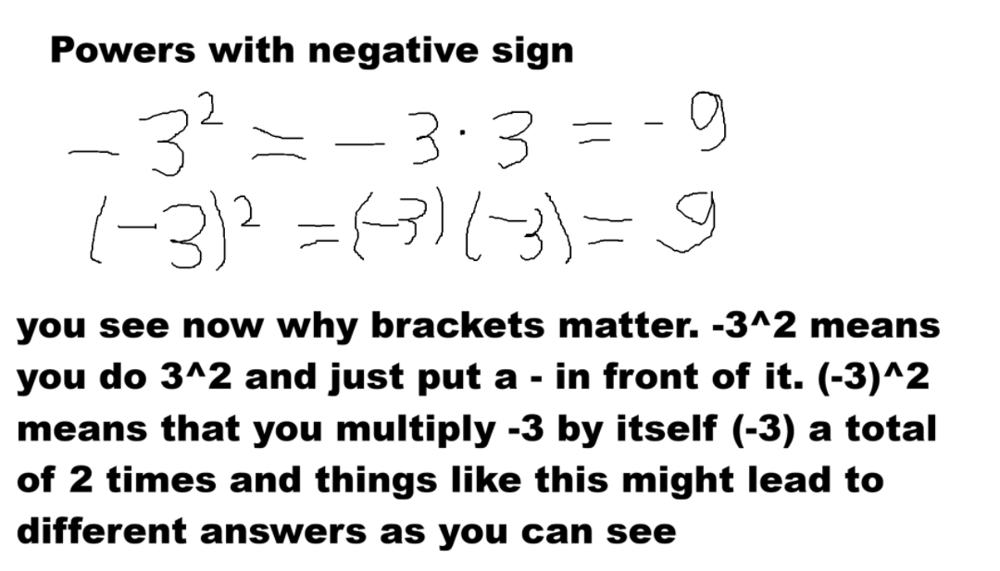 Powers with negative sign
-3² = -3·3 = -9
(-3)² = (-3)(-3) = 9
you see now why brackets matter. -3^2 means
you do 3^2 and just put a - in front of it. (-3)^2
means that you multiply -3 by itself (-3) a total
of 2 times and things like this might lead to
different answers as you can see